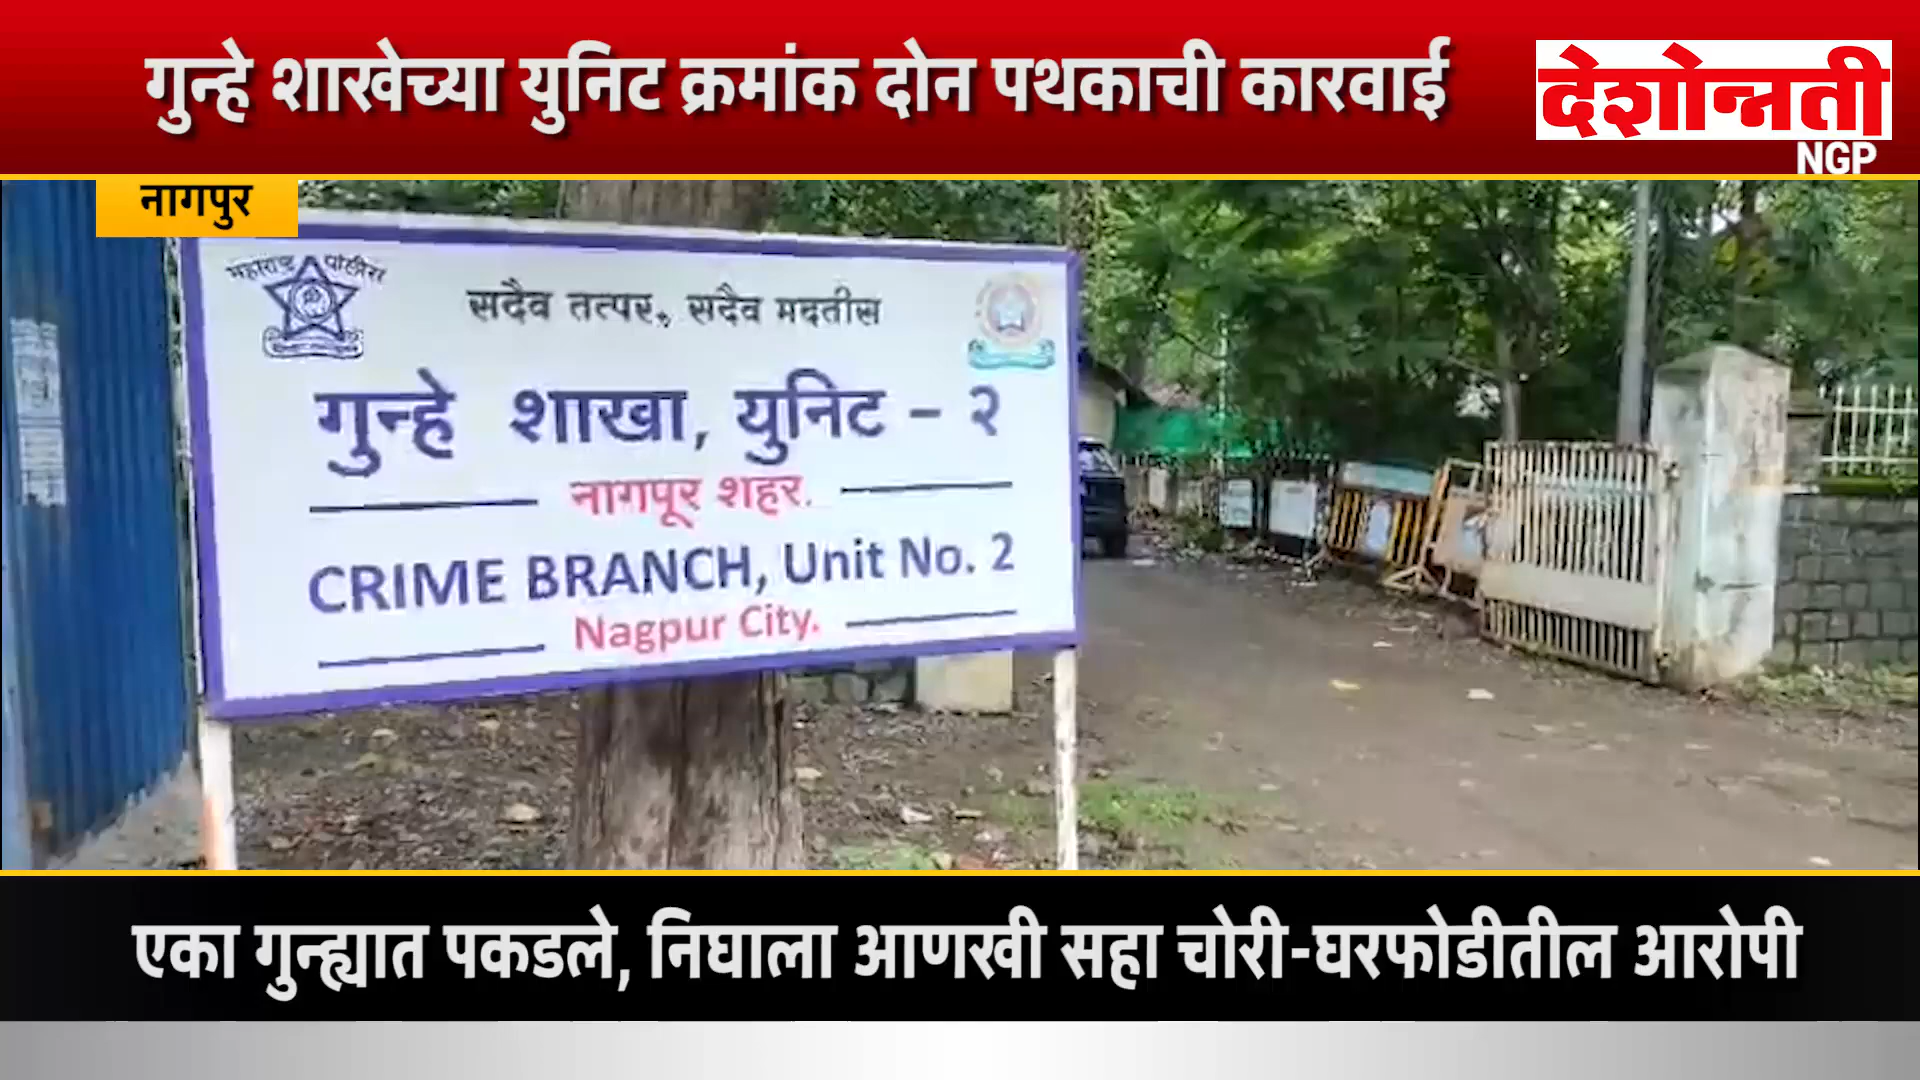 गुन्हे शाखेच्या युनिट क्रमांक दोन पथकाची कारवाई
देशोन्नती
NGP
नागपुर
महाराष्ट्र पोलीस
सदैव तत्पर, सदैव मदतीस
गुन्हे शाखा, युनिट - २
नागपूर शहर.
CRIME BRANCH, Unit No. 2
Nagpur City.
एका गुन्ह्यात पकडले, निघाला आणखी सहा चोरी-घरफोडीतील आरोपी